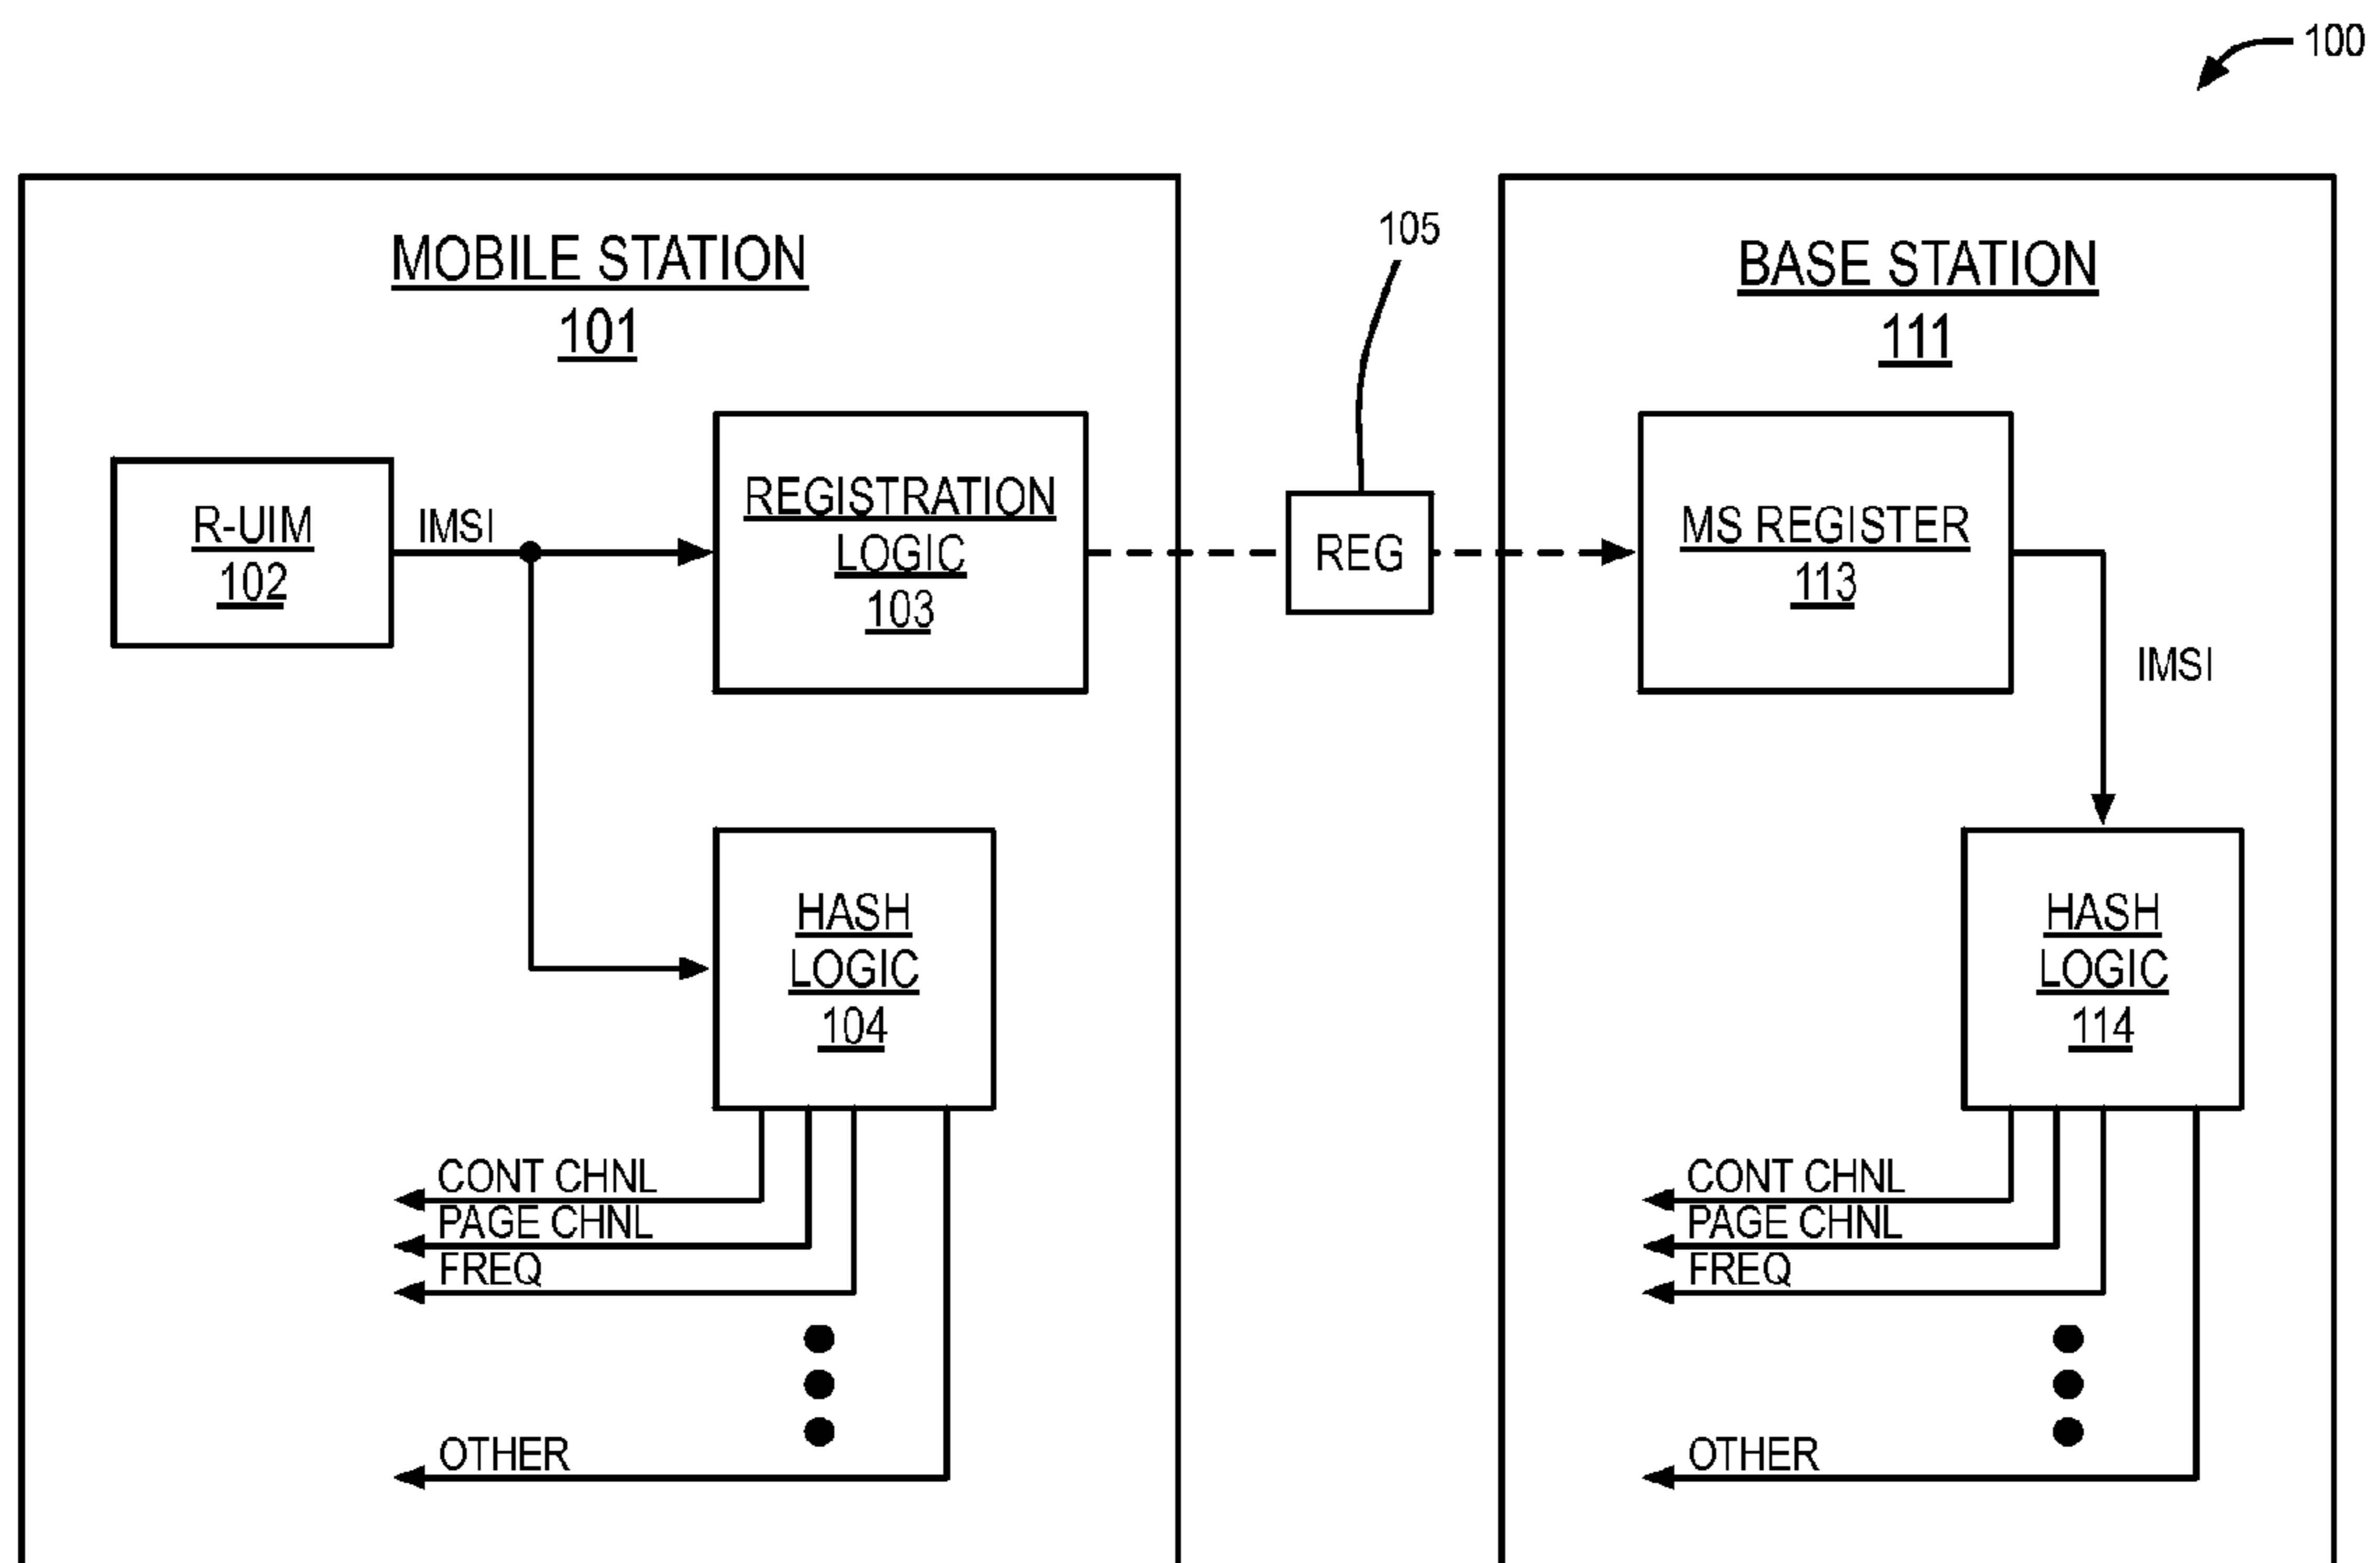 100
MOBILE STATION
101
105
BASE STATION
111
R-UIM
102
IMSI
REGISTRATION
LOGIC
103
REG
MS REGISTER
113
IMSI
HASH
LOGIC
104
HASH
LOGIC
114
CONT CHNL
PAGE CHNL
FREQ
OTHER
CONT CHNL
PAGE CHNL
FREQ
OTHER